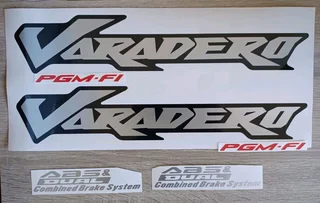 VARADERO
PGM-FI
VARADERO
PGM-FI
ABS &
DUAL
Combined Brake System
ABS &
DUAL
Combined Brake System